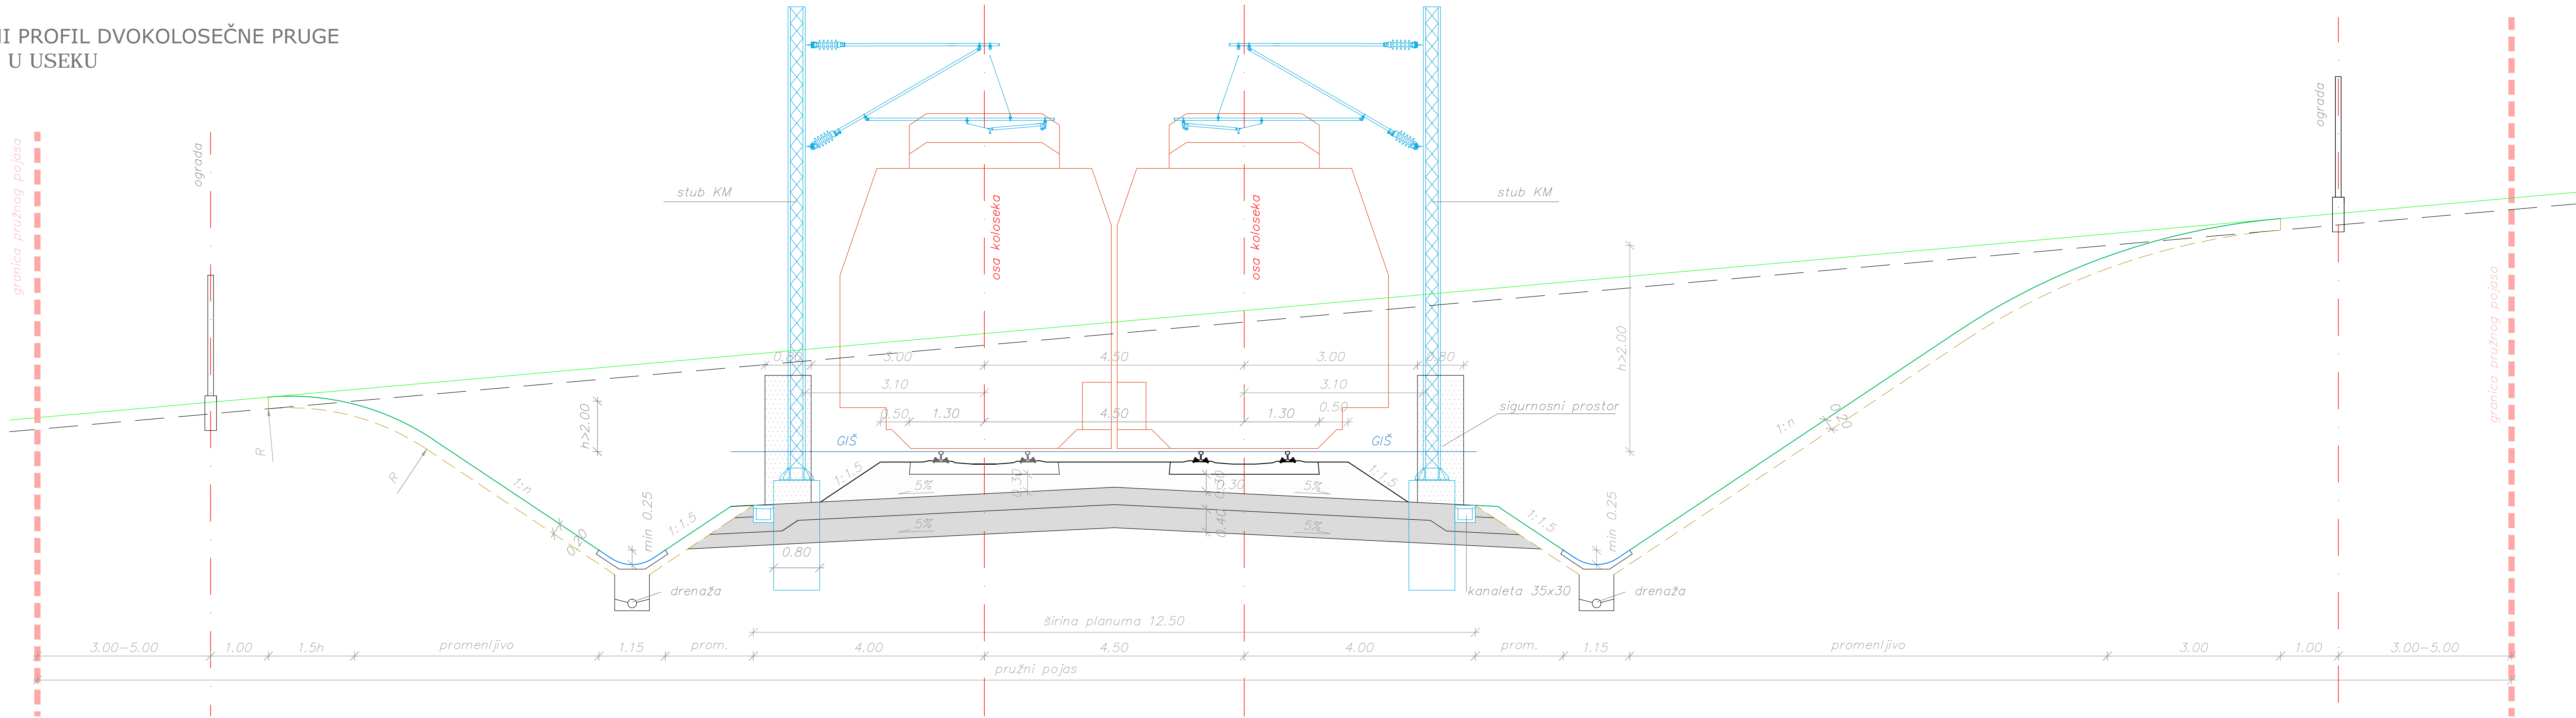 NI PROFIL DVOKOLOSEČNE PRUGE
U USEKU
granica pružnog pojasa
ograda
stub KM
osa koloseka
osa koloseka
stub KM
ograda
granica pružnog pojasa
0.80
3.00
4.50
3.00
0.80
3.10
3.10
0.50
1.30
4.50
1.30
0.50
sigurnosni prostor
h>2.00
h>2.00
GIŠ
GIŠ
R
R
1:n
1:n
0.20
0.20
1:1.5
1:1.5
1:1.5
1:1.5
min 0.25
min 0.25
5%
5%
5%
5%
0.30
0.30
0.30
0.40
0.80
drenaža
kanaleta 35x30
drenaža
širina planuma 12.50
3.00-5.00
1.00
1.5h
promenljivo
1.15
prom.
4.00
4.50
4.00
prom.
1.15
promenljivo
3.00
1.00
3.00-5.00
pružni pojas